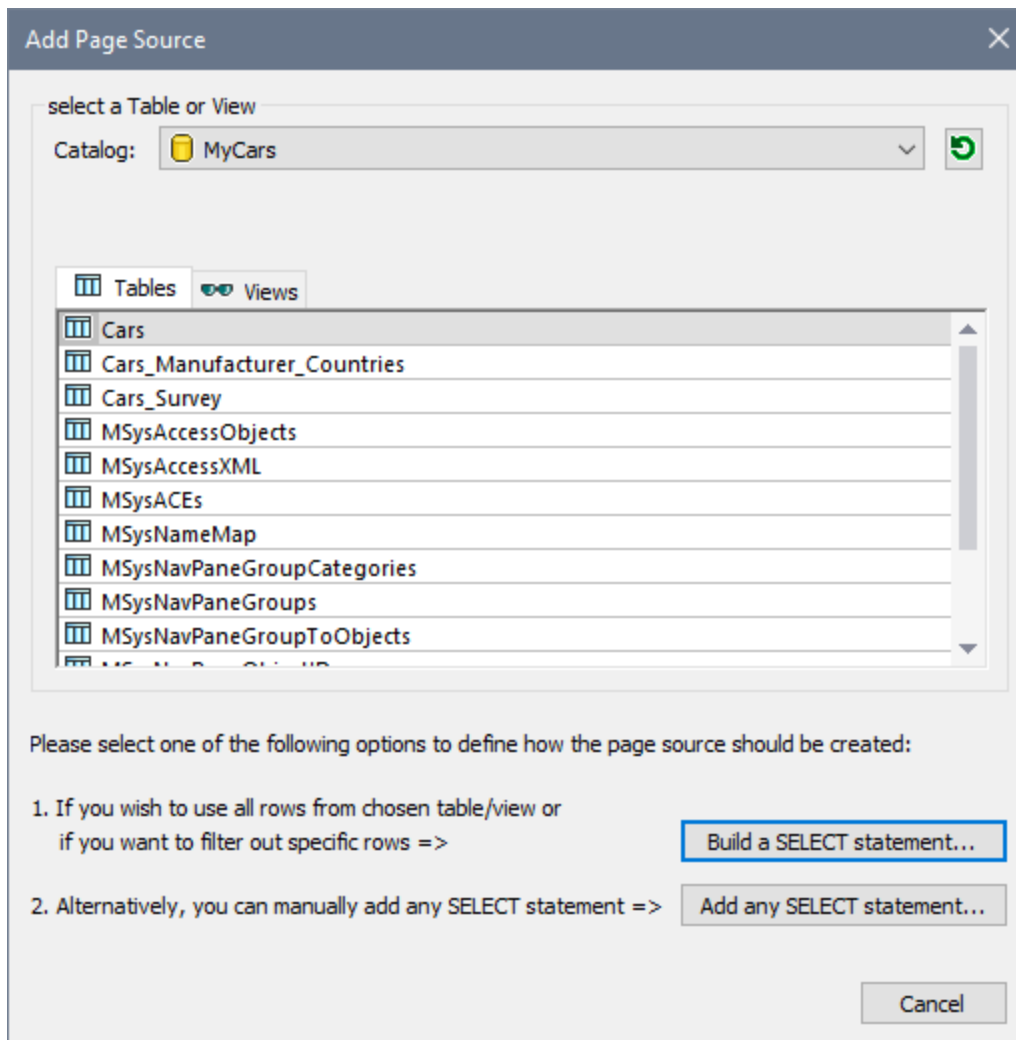 Add Page Source
select a Table or View
Catalog: MyCars
Tables Views
Cars
Cars_Manufacturer_Countries
Cars_Survey
MSysAccessObjects
MSysAccessXML
MSysACEs
MSysNameMap
MSysNavPaneGroupCategories
MSysNavPaneGroups
MSysNavPaneGroupToObjects
Please select one of the following options to define how the page source should be created:
1. If you wish to use all rows from chosen table/view or
if you want to filter out specific rows => Build a SELECT statement...
2. Alternatively, you can manually add any SELECT statement => Add any SELECT statement...
Cancel